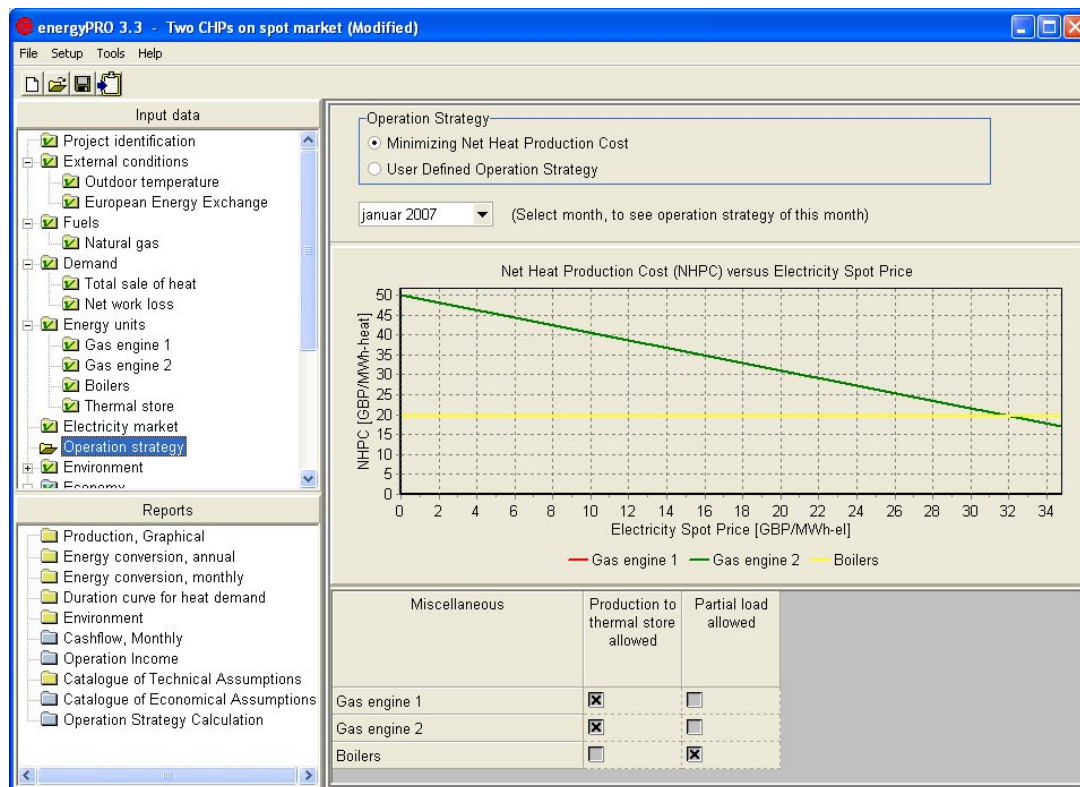 energyPRO 3.3 - Two CHPs on spot market (Modified)
File Setup Tools Help
Input data
Project identification
External conditions
Outdoor temperature
European Energy Exchange
Fuels
Natural gas
Demand
Total sale of heat
Net work loss
Energy units
Gas engine 1
Gas engine 2
Boilers
Thermal store
Electricity market
Operation strategy
Environment
Economy
Reports
Production, Graphical
Energy conversion, annual
Energy conversion, monthly
Duration curve for heat demand
Environment
Cashflow, Monthly
Operation Income
Catalogue of Technical Assumptions
Catalogue of Economical Assumptions
Operation Strategy Calculation
Operation Strategy
Minimizing Net Heat Production Cost
User Defined Operation Strategy
januar 2007 (Select month, to see operation strategy of this month)
Net Heat Production Cost (NHPC) versus Electricity Spot Price
NHPC [GBP/MWh-heat]
50
45
40
35
30
25
20
15
10
5
0
0 2 4 6 8 10 12 14 16 18 20 22 24 26 28 30 32 34
Electricity Spot Price [GBP/MWh-el]
Gas engine 1 Gas engine 2 Boilers
Miscellaneous
Production to
thermal store
allowed
Partial load
allowed
Gas engine 1
Gas engine 2
Boilers